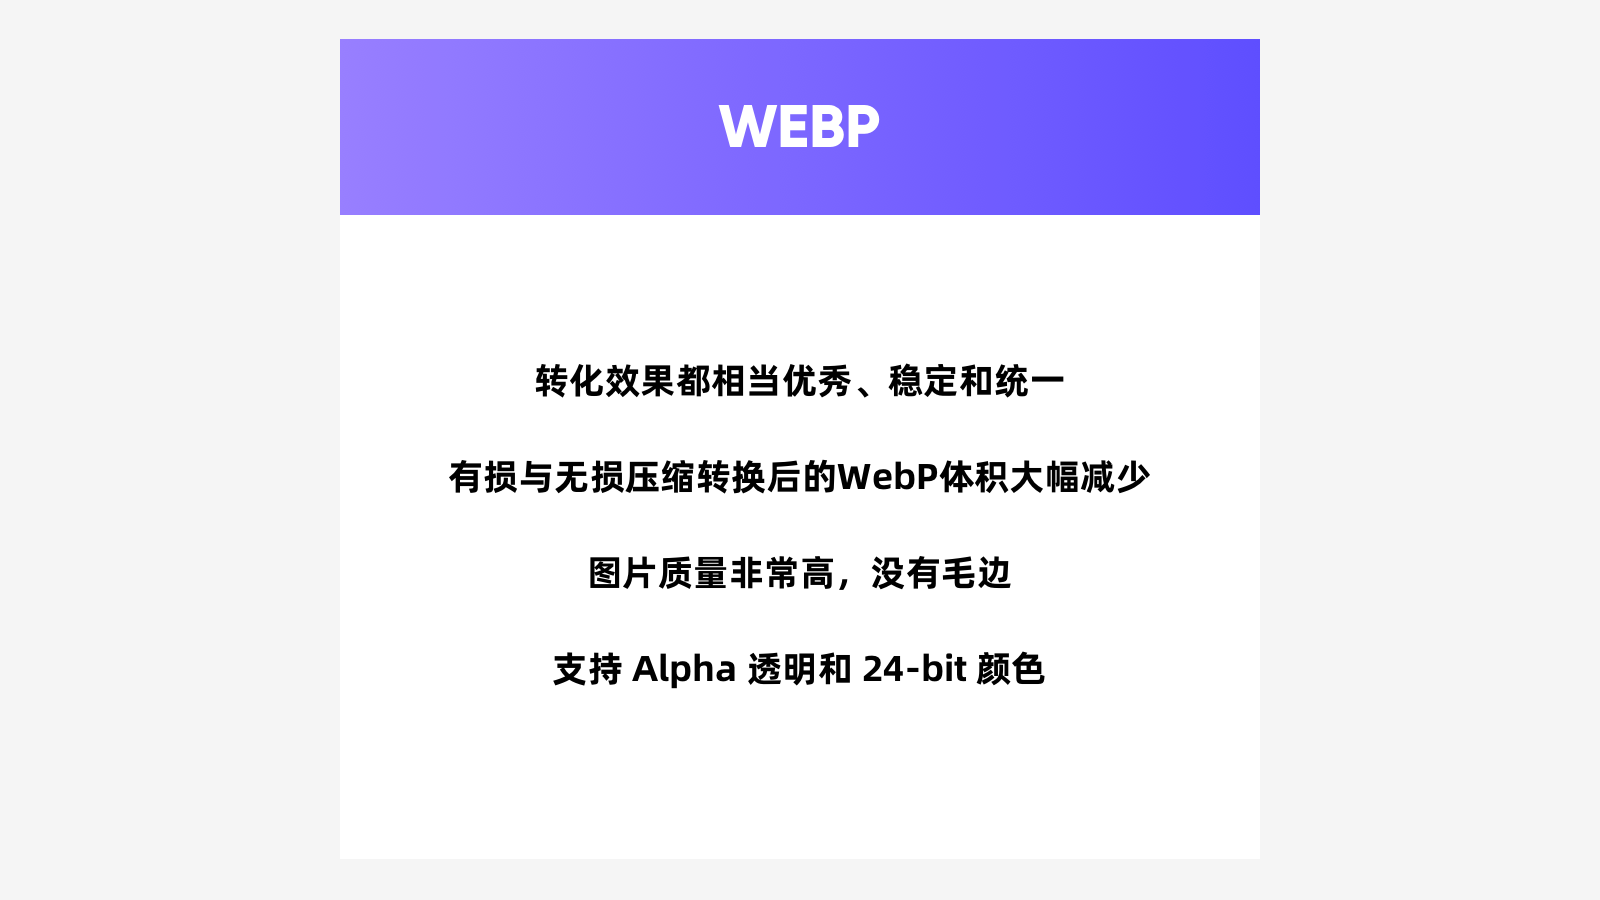 WEBP
转化效果都相当优秀、稳定和统一
有损与无损压缩转换后的WebP体积大幅减少
图片质量非常高，没有毛边
支持 Alpha 透明和 24-bit 颜色